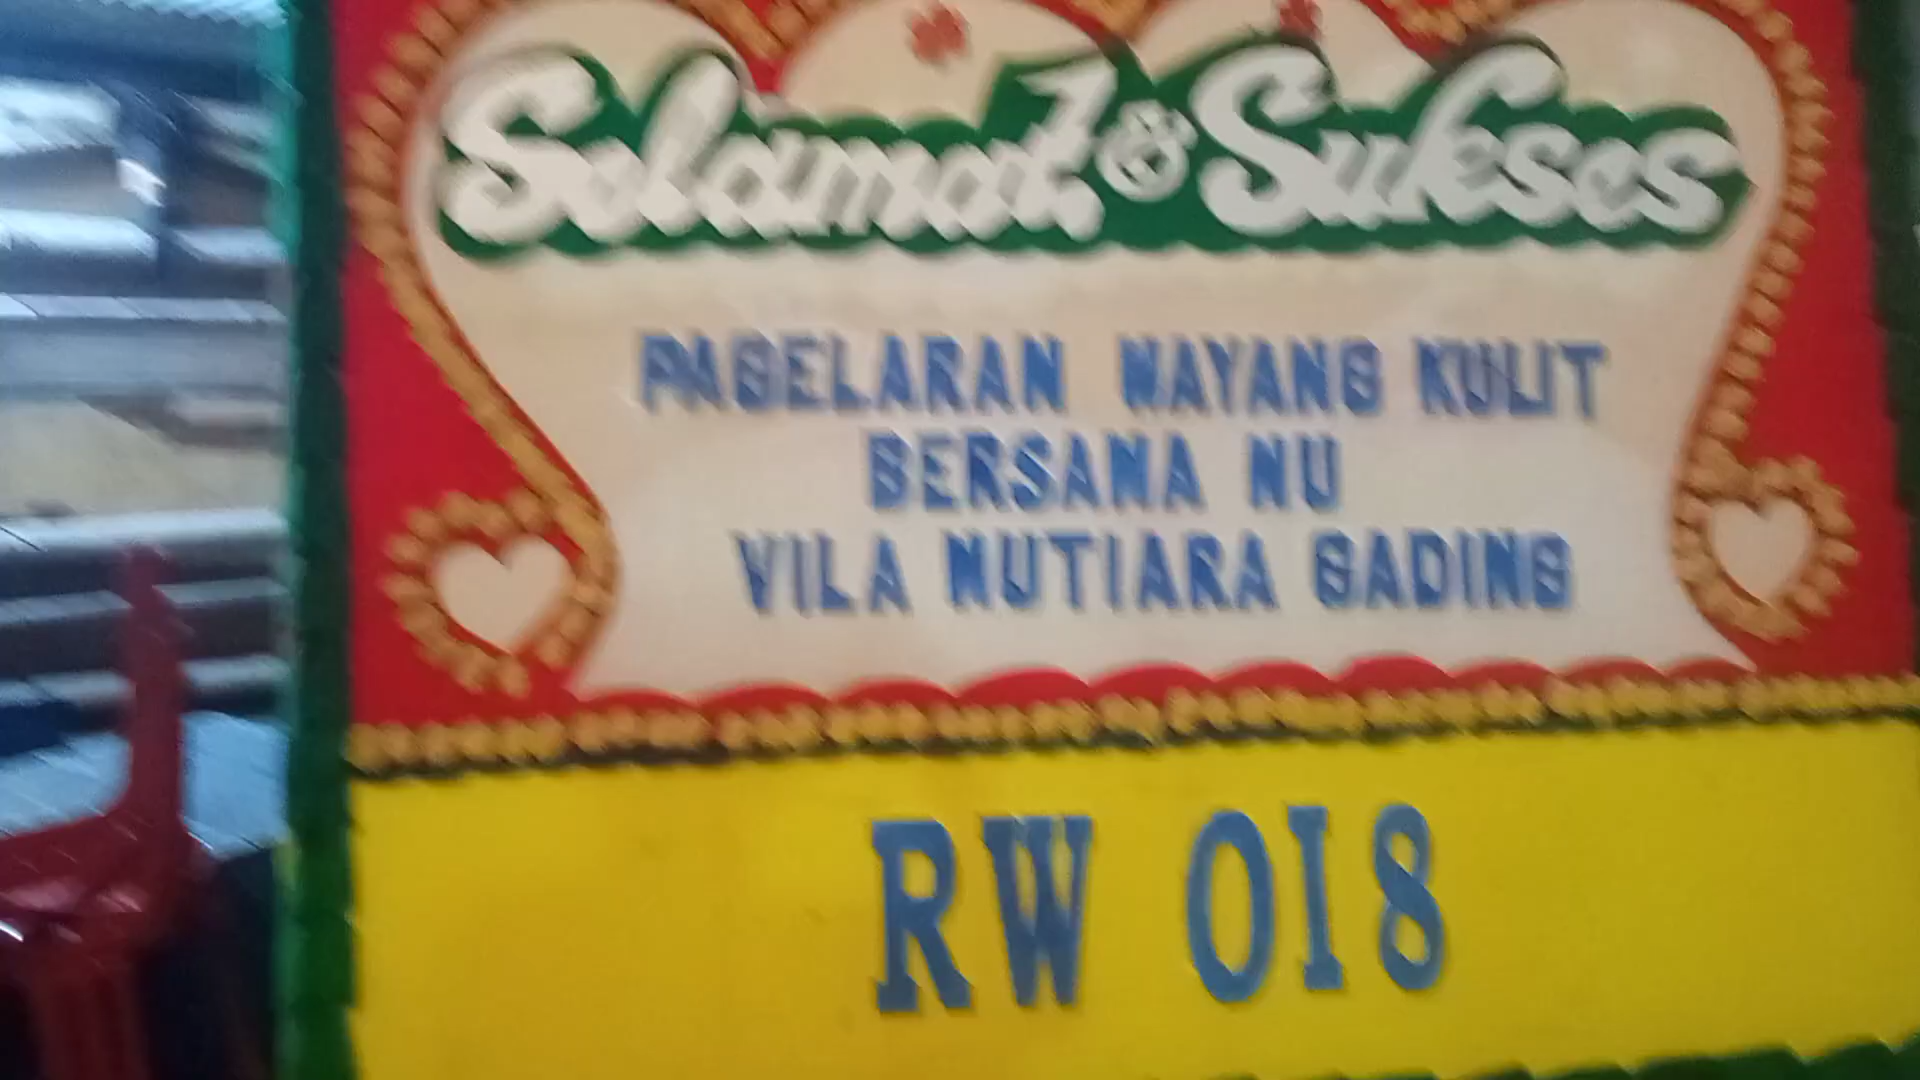 Selamat & Sukses
PAGELARAN WAYANG KULIT
BERSAMA NU
VILA MUTIARA GADING
RW 018